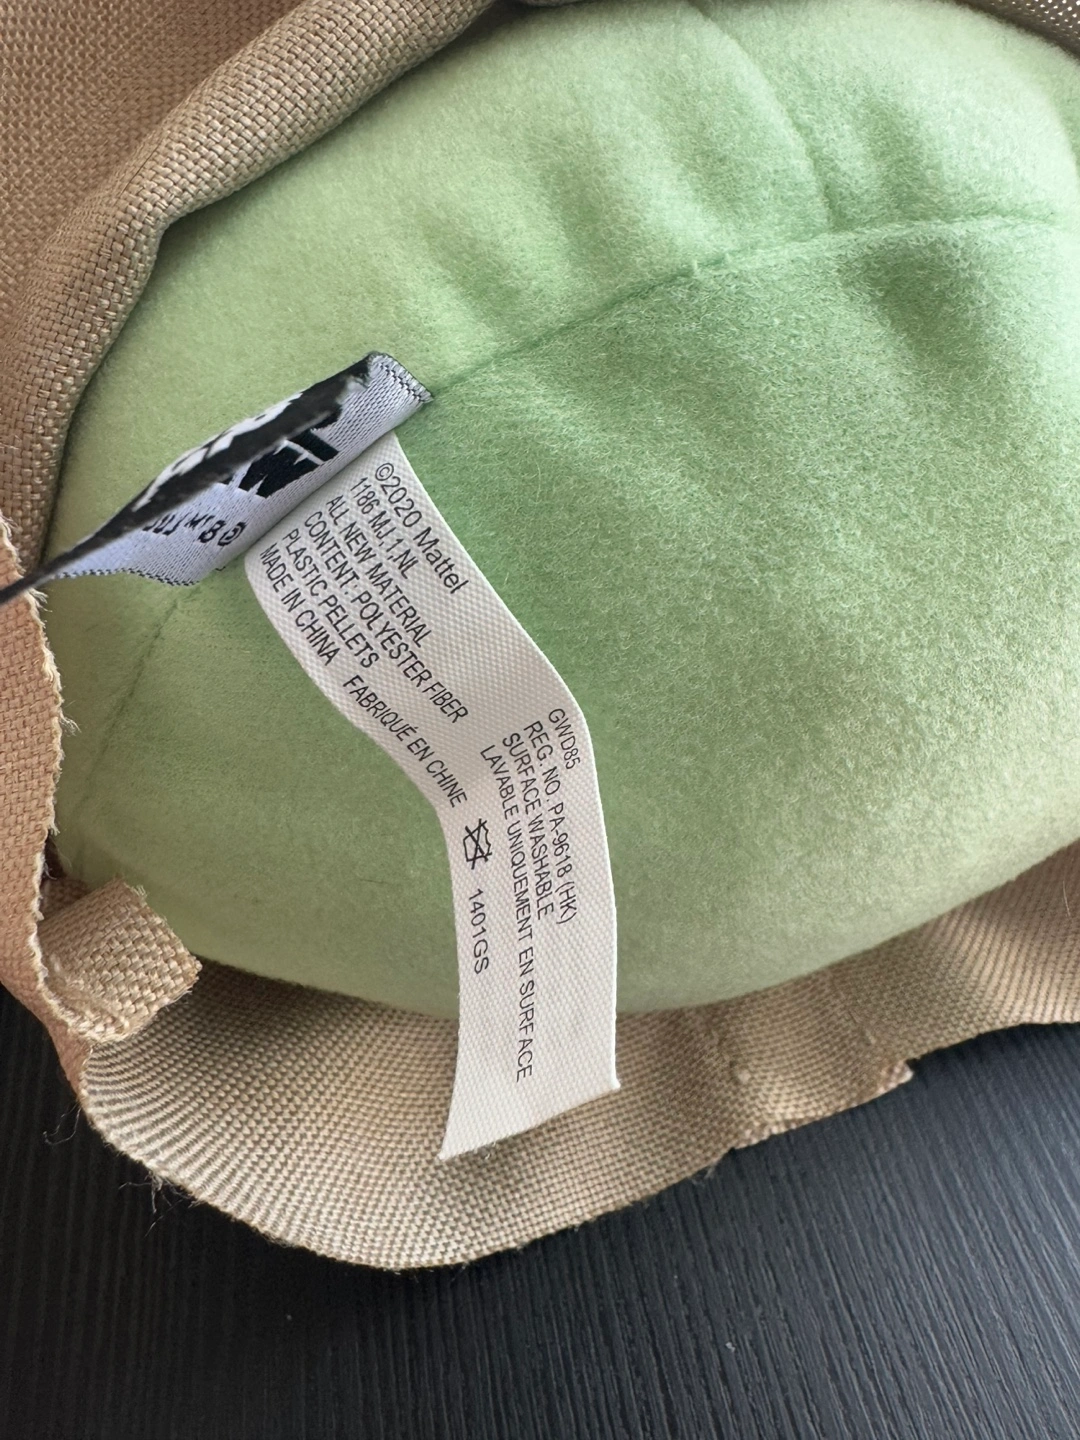 ©2020 Mattel
1186 MJ.1.NL
ALL NEW MATERIAL
CONTENT: POLYESTER FIBER
PLASTIC PELLETS
MADE IN CHINA FABRIQUÉ EN CHINE
1401GS
GWD85
REG. NO. PA-9618 (HK)
SURFACE WASHABLE
LAVABLE UNIQUEMENT EN SURFACE